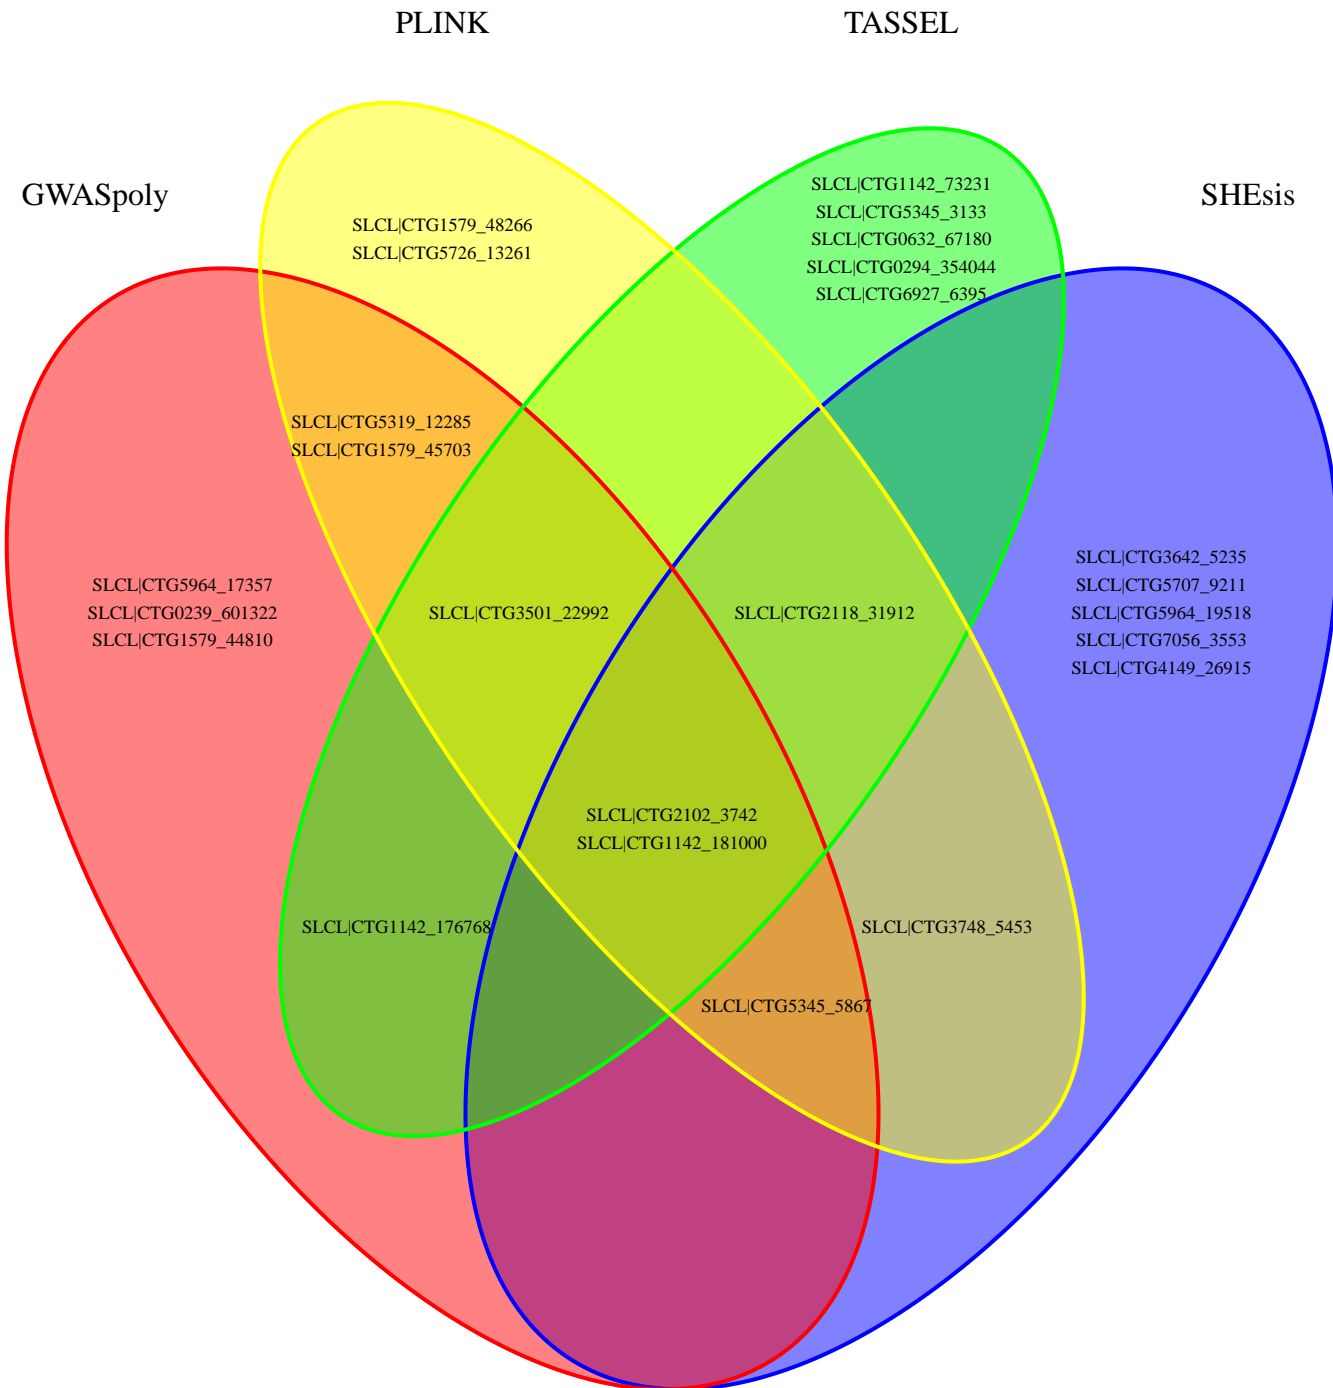 PLINK
TASSEL
GWASpoly
SHEsis
SLCL|CTG1579_48266
SLCL|CTG5726_13261
SLCL|CTG1142_73231
SLCL|CTG5345_3133
SLCL|CTG0632_67180
SLCL|CTG0294_354044
SLCL|CTG6927_6395
SLCL|CTG5319_12285
SLCL|CTG1579_45703
SLCL|CTG5964_17357
SLCL|CTG0239_601322
SLCL|CTG1579_44810
SLCL|CTG3501_22992
SLCL|CTG2118_31912
SLCL|CTG3642_5235
SLCL|CTG5707_9211
SLCL|CTG5964_19518
SLCL|CTG7056_3553
SLCL|CTG4149_26915
SLCL|CTG2102_3742
SLCL|CTG1142_181000
SLCL|CTG1142_176768
SLCL|CTG3748_5453
SLCL|CTG5345_5867